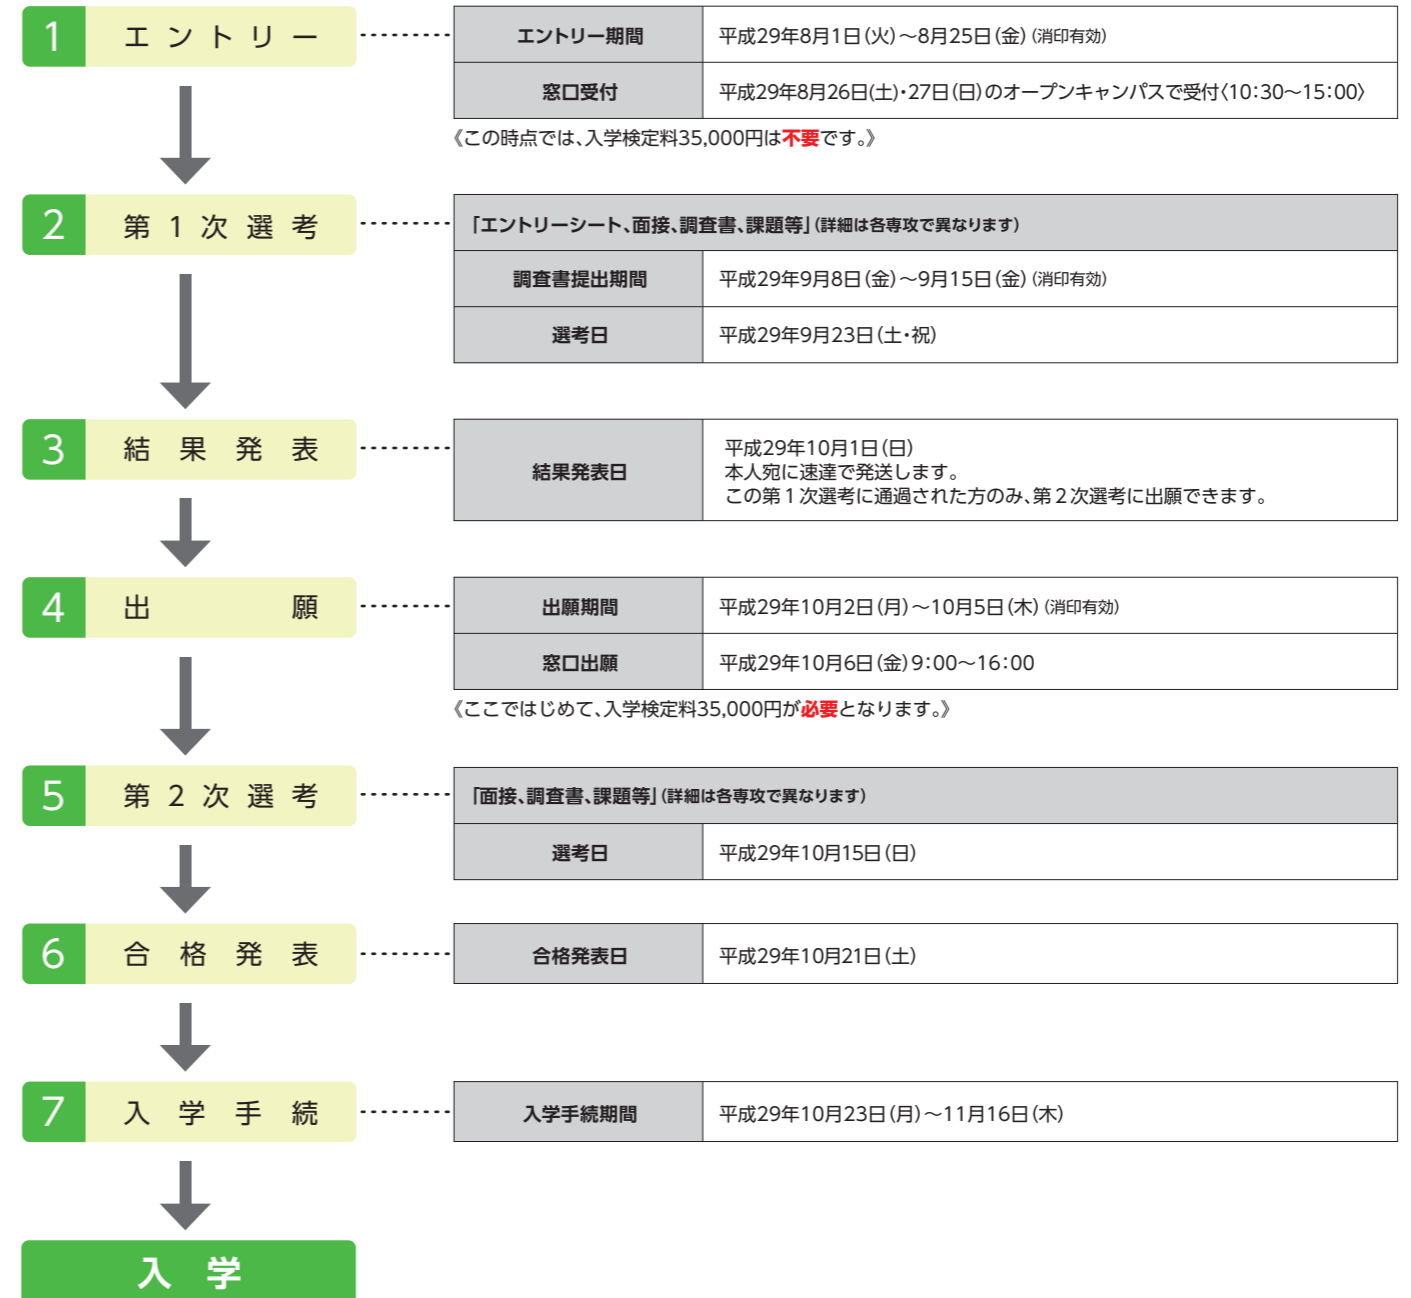 1 エントリー
エントリー期間 平成29年8月1日(火)～8月25日(金)(消印有効)
窓口受付 平成29年8月26日(土)・27日(日)のオープンキャンパスで受付〈10:30～15:00〉
《この時点では、入学検定料35,000円は不要です。》
2 第1次選考
「エントリーシート、面接、調査書、課題等」(詳細は各専攻で異なります)
調査書提出期間 平成29年9月8日(金)～9月15日(金)(消印有効)
選考日 平成29年9月23日(土・祝)
3 結果発表
結果発表日
平成29年10月1日(日)
本人宛に速達で発送します。
この第1次選考に通過された方のみ、第2次選考に出願できます。
4 出願
出願期間 平成29年10月2日(月)～10月5日(木)(消印有効)
窓口出願 平成29年10月6日(金)9:00～16:00
《ここではじめて、入学検定料35,000円が必要となります。》
5 第2次選考
「面接、調査書、課題等」(詳細は各専攻で異なります)
選考日 平成29年10月15日(日)
6 合格発表
合格発表日 平成29年10月21日(土)
7 入学手続
入学手続期間 平成29年10月23日(月)～11月16日(木)
入学